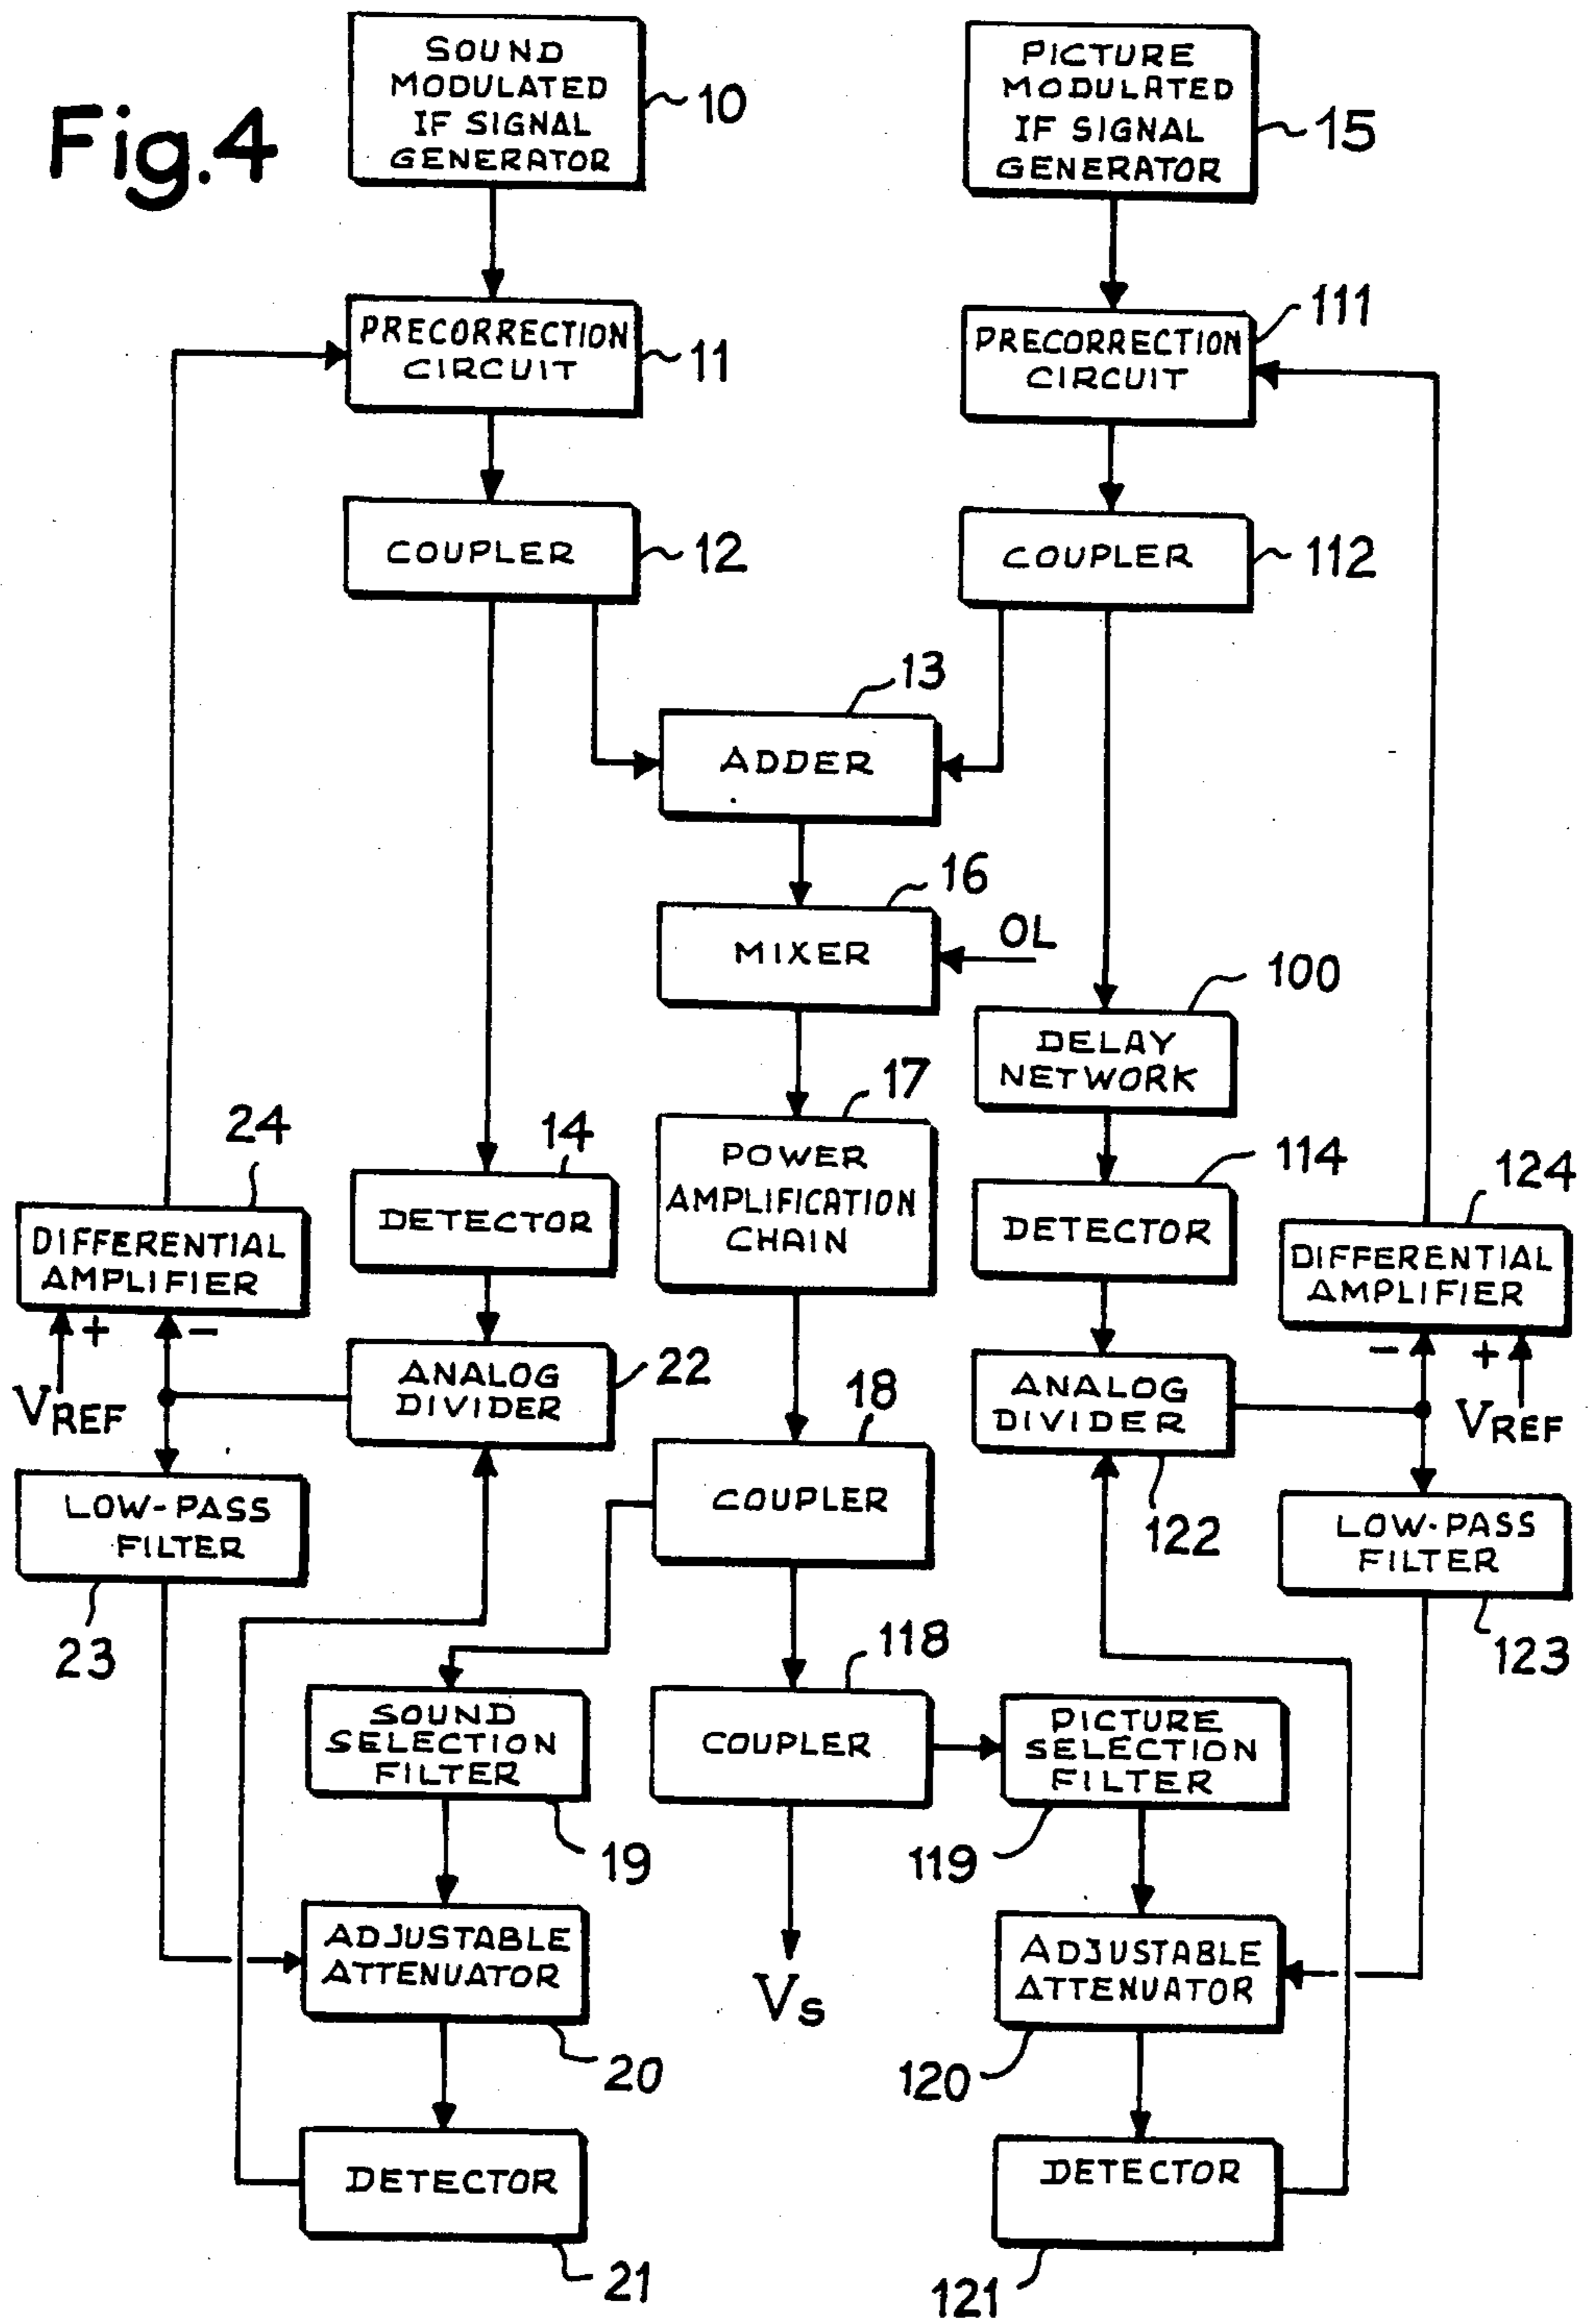 Fig.4
SOUND
MODULATED
IF SIGNAL
GENERATOR
10
PICTURE
MODULATED
IF SIGNAL
GENERATOR
15
PRECORRECTION
CIRCUIT
11
PRECORRECTION
CIRCUIT
111
COUPLER
12
COUPLER
112
13
ADDER
16
MIXER
OL
100
DELAY
NETWORK
17
POWER
AMPLIFICATION
CHAIN
24
DIFFERENTIAL
AMPLIFIER
+
-
VREF
14
DETECTOR
114
DETECTOR
124
DIFFERENTIAL
AMPLIFIER
-
+
VREF
ANALOG
DIVIDER
22
18
COUPLER
ANALOG
DIVIDER
122
LOW-PASS
FILTER
23
LOW-PASS
FILTER
123
118
COUPLER
SOUND
SELECTION
FILTER
19
PICTURE
SELECTION
FILTER
119
ADJUSTABLE
ATTENUATOR
20
Vs
ADJUSTABLE
ATTENUATOR
120
DETECTOR
21
DETECTOR
121